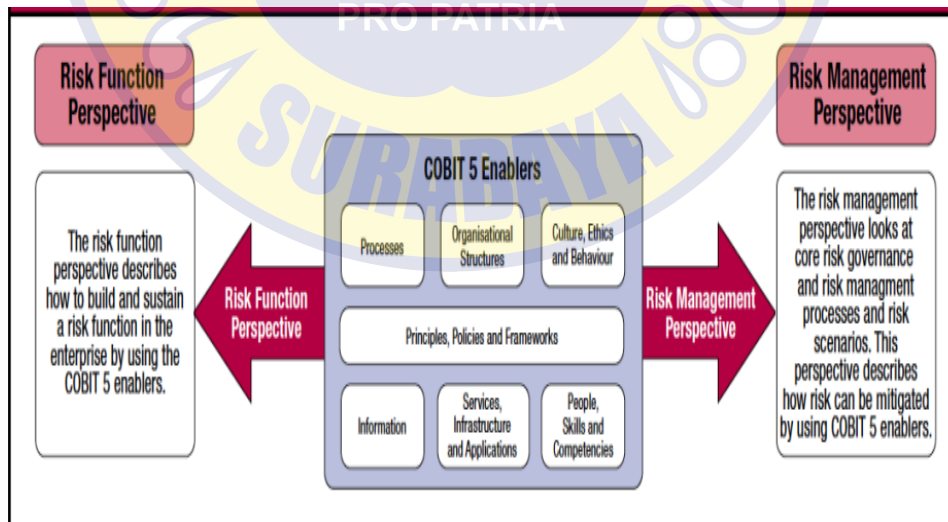 PRO PATRIA
SURABAYA
Risk Function
Perspective
Risk Management
Perspective
The risk function
perspective describes
how to build and sustain
a risk function in the
enterprise by using the
COBIT 5 enablers.
Risk Function
Perspective
COBIT 5 Enablers
Processes
Organisational
Structures
Culture, Ethics
and Behaviour
Principles, Policies and Frameworks
Information
Services,
Infrastructure
and Applications
People,
Skills and
Competencies
Risk Management
Perspective
The risk management
perspective looks at
core risk governance
and risk managment
processes and risk
scenarios. This
perspective describes
how risk can be mitigated
by using COBIT 5 enablers.